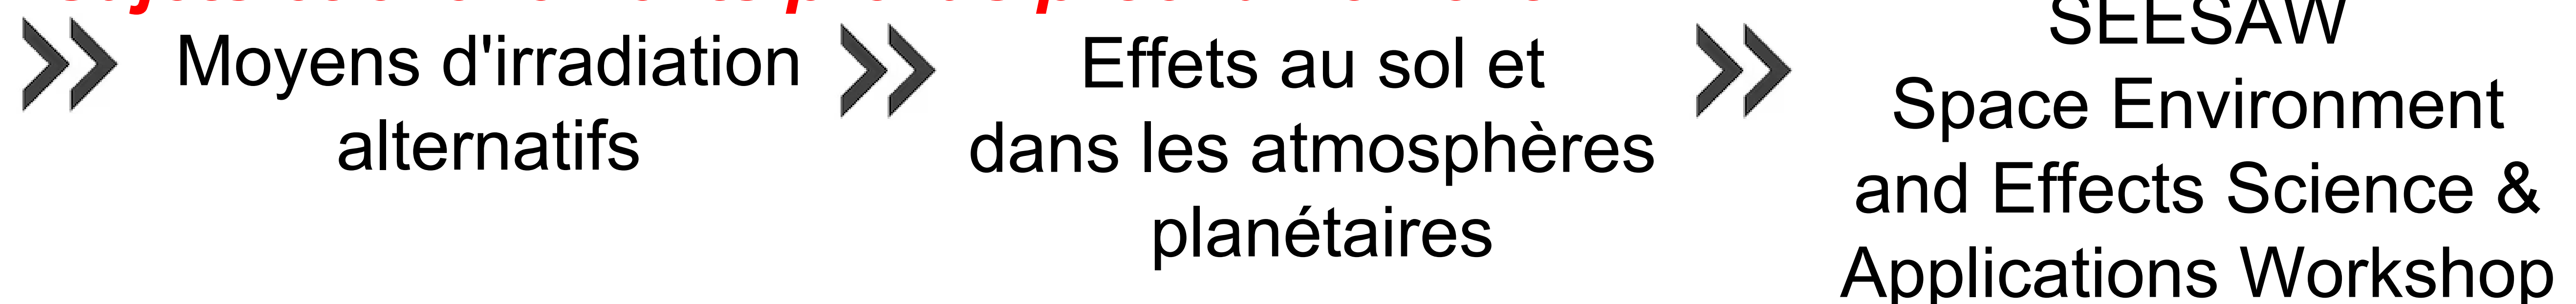 Moyens d'irradiation
alternatifs
Effets au sol et
dans les atmosphères
planétaires
SEESAW
Space Environment
and Effects Science &
Applications Workshop